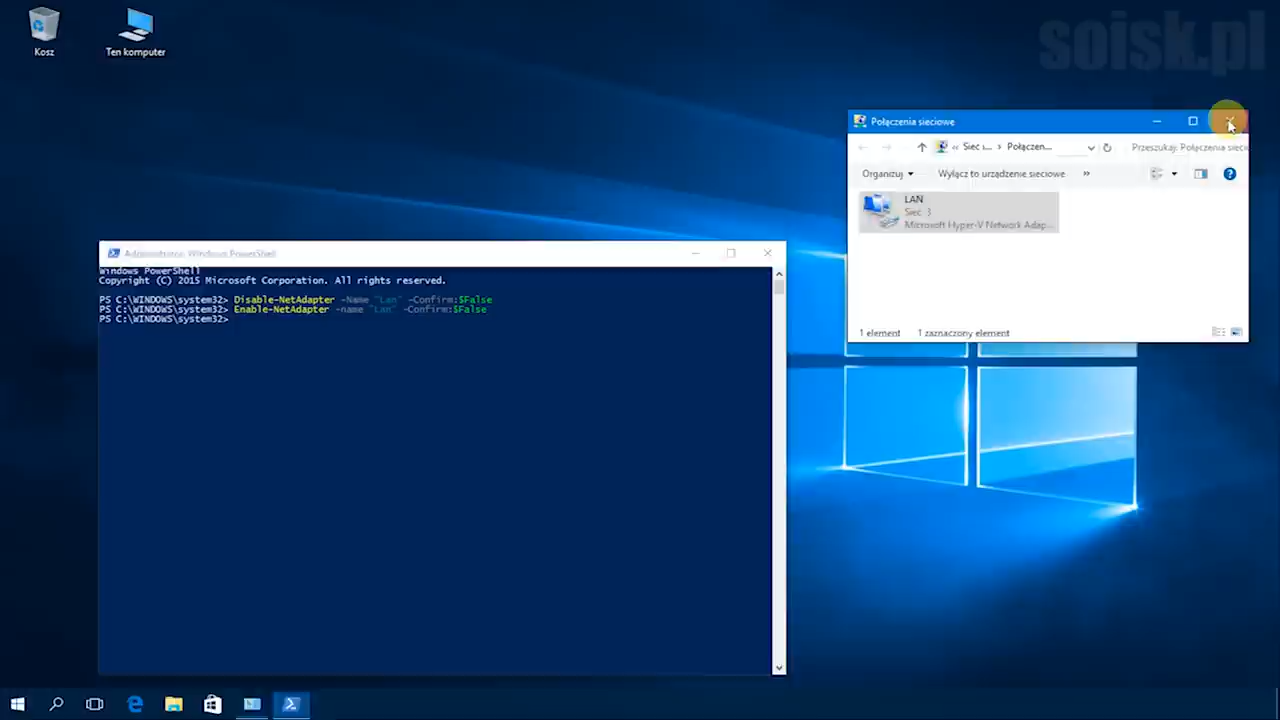 Kosz
Ten komputer
soisk.pl
Połączenia sieciowe
« Sieć i... › Połączen...
Przeszukaj: Połączenia sieci
Organizuj
Wyłącz to urządzenie sieciowe
»
LAN
Sieć 3
Microsoft Hyper-V Network Adap...
1 element
1 zaznaczony element
Administrator: Windows PowerShell
Windows PowerShell
Copyright (C) 2015 Microsoft Corporation. All rights reserved.
PS C:\WINDOWS\system32> Disable-NetAdapter -Name "Lan" -Confirm:$False
PS C:\WINDOWS\system32> Enable-NetAdapter -name "Lan" -Confirm:$False
PS C:\WINDOWS\system32>